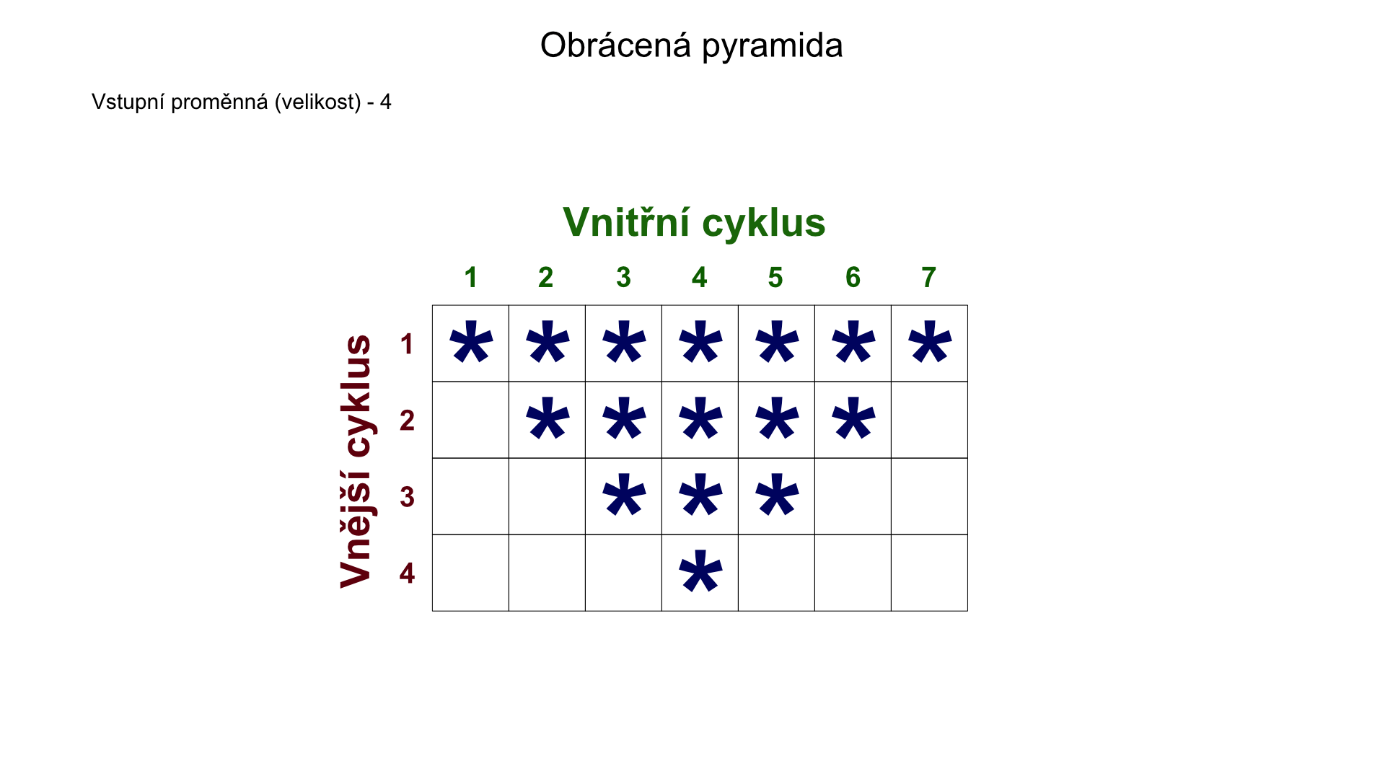 Obrácená pyramida
Vstupní proměnná (velikost) - 4
Vnitřní cyklus
1 2 3 4 5 6 7
Vnější cyklus
1 * * * * * * *
2 * * * * *
3 * * *
4 *